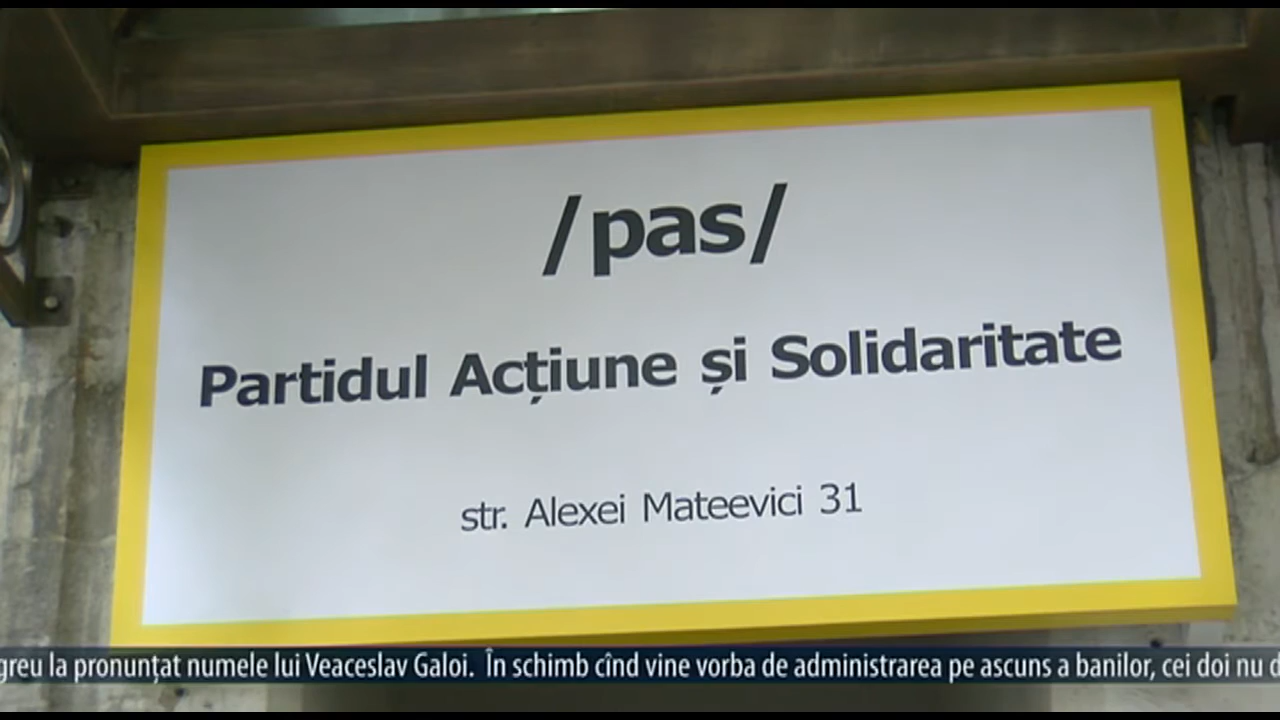 /pas/
Partidul Acțiune și Solidaritate
str. Alexei Mateevici 31
greu la pronunțat numele lui Veaceslav Galoi. În schimb cînd vine vorba de administrarea pe ascuns a banilor, cei doi nu